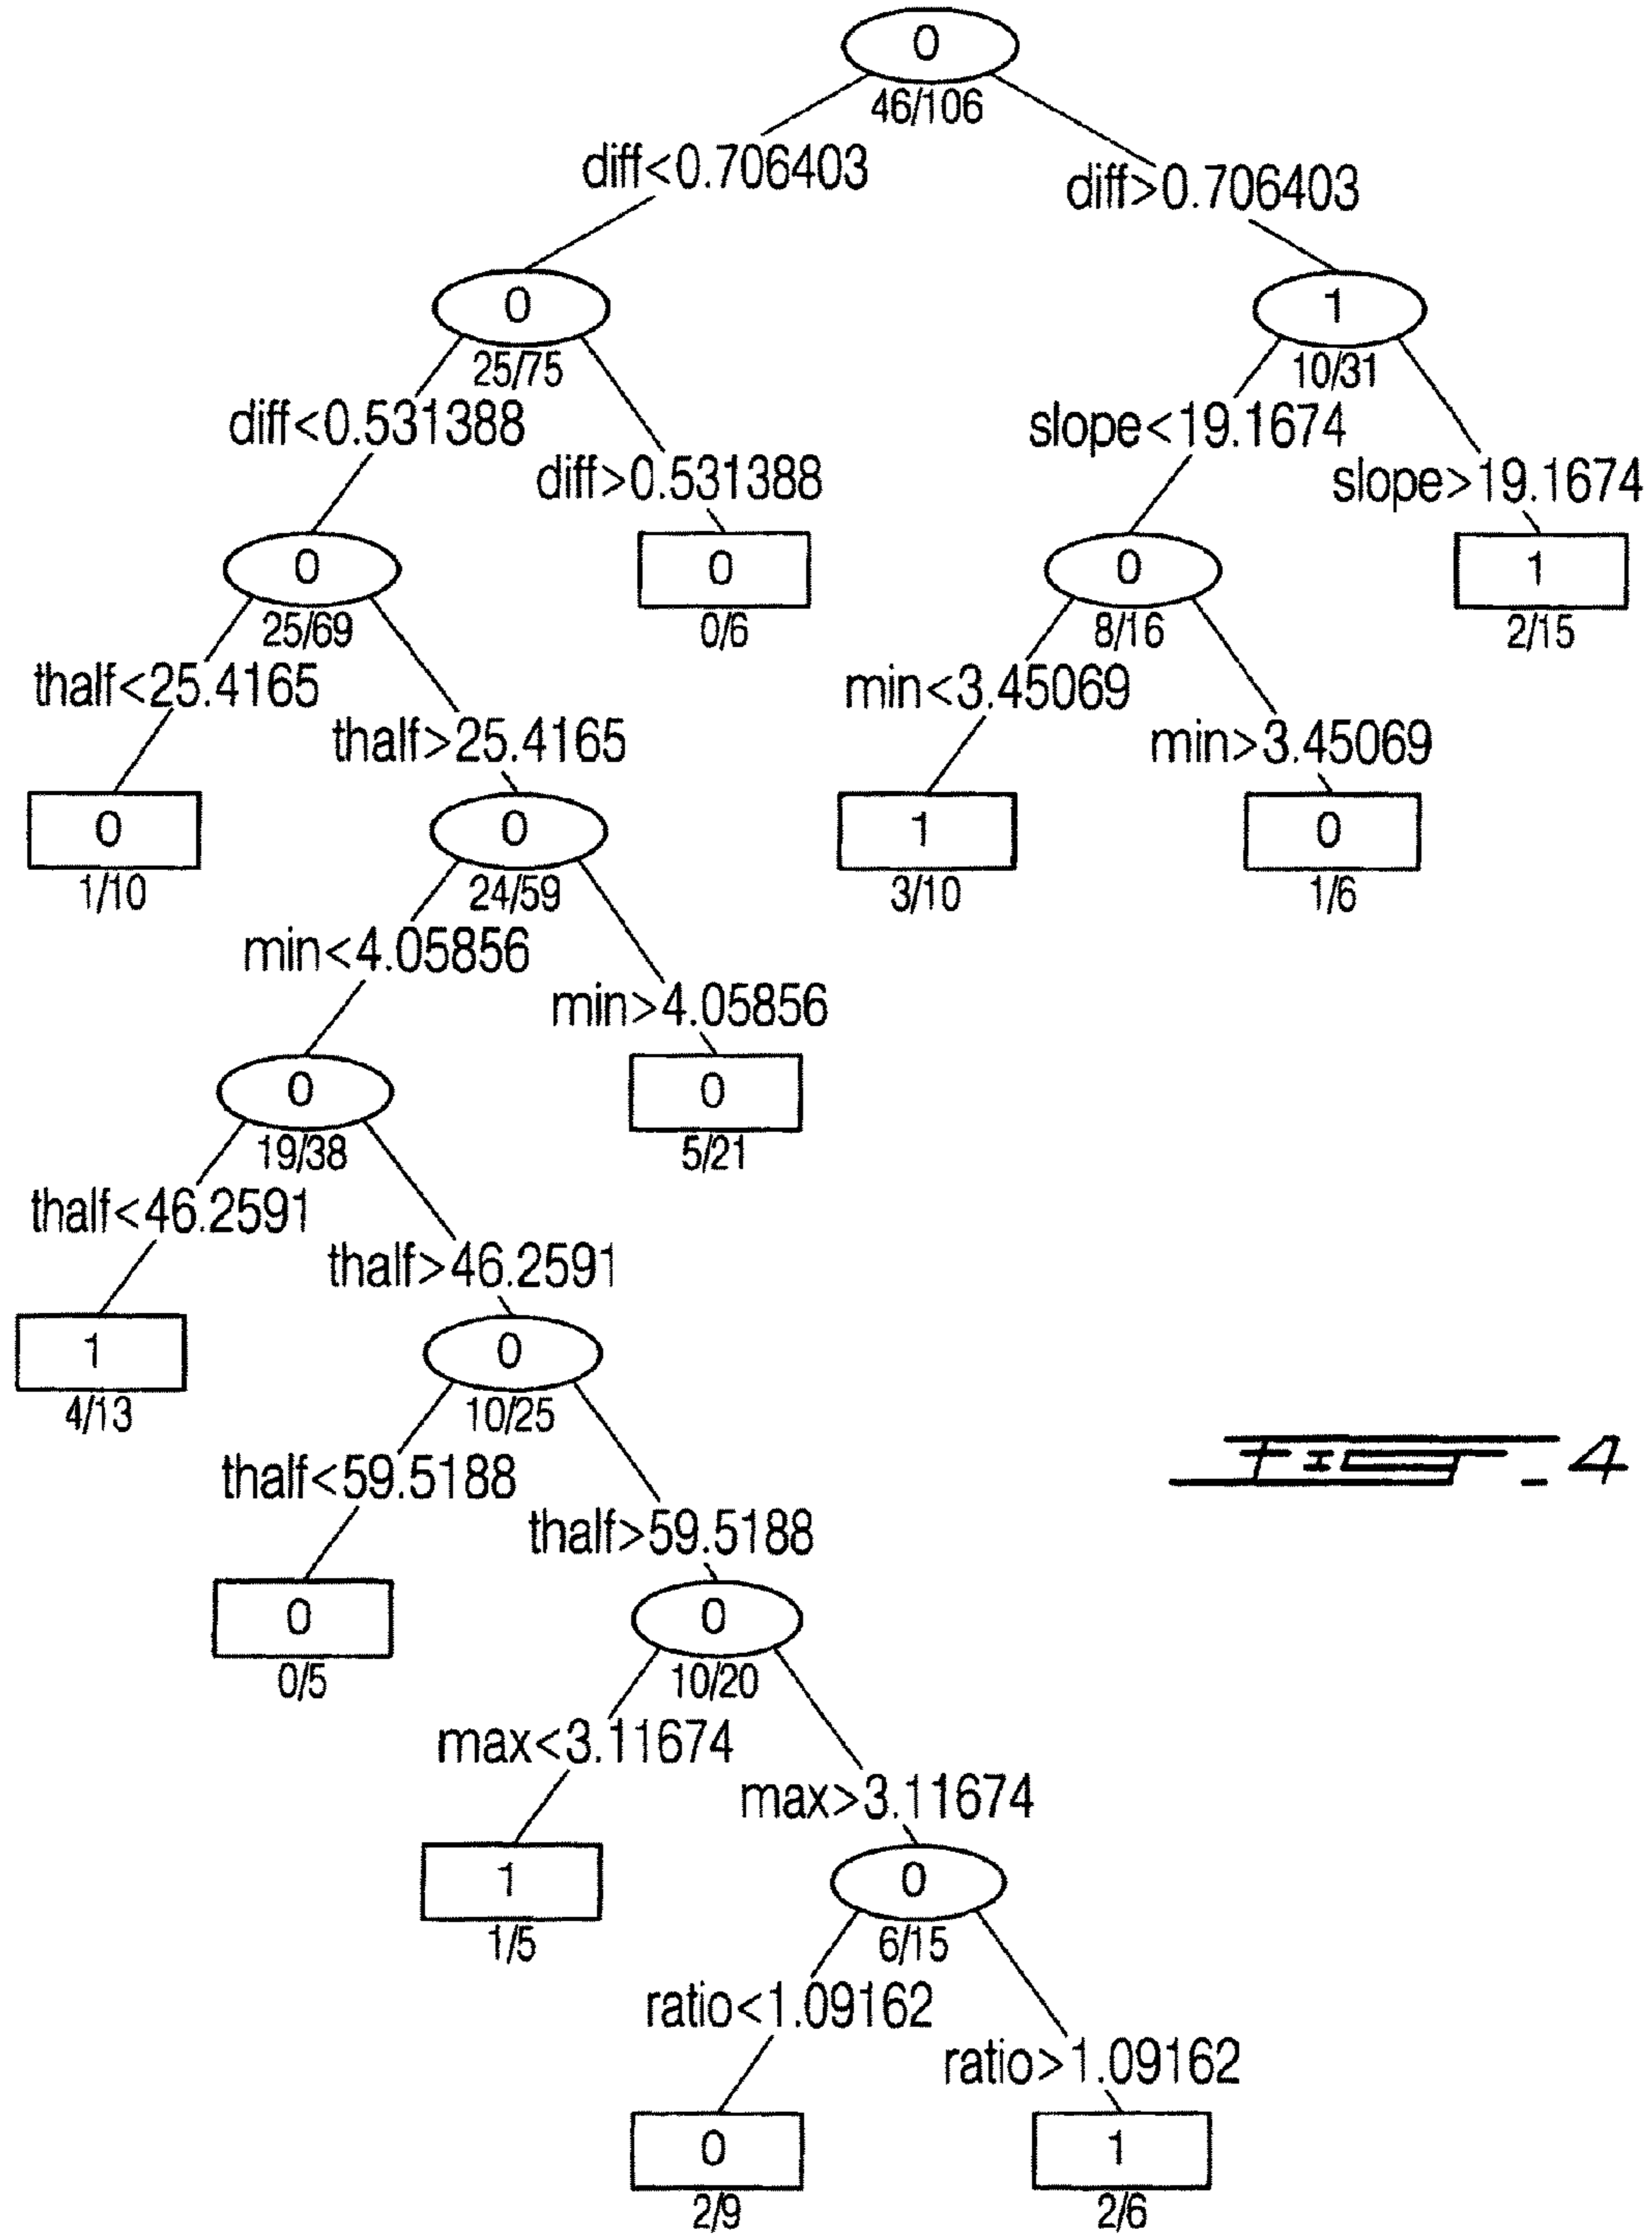 0
46/106
diff<0.706403
diff>0.706403
0
25/75
1
10/31
diff<0.531388
diff>0.531388
slope<19.1674
slope>19.1674
0
25/69
0
0/6
0
8/16
1
2/15
thalf<25.4165
thalf>25.4165
min<3.45069
min>3.45069
0
1/10
0
24/59
1
3/10
0
1/6
min<4.05856
min>4.05856
0
19/38
0
5/21
thalf<46.2591
thalf>46.2591
1
4/13
0
10/25
thalf<59.5188
thalf>59.5188
FIG_4
0
0/5
0
10/20
max<3.11674
max>3.11674
1
1/5
0
6/15
ratio<1.09162
ratio>1.09162
0
2/9
1
2/6